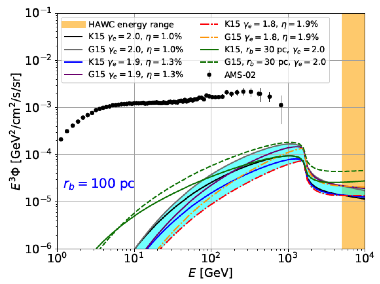 HAWC energy range
K15 γe = 2.0, η = 1.0%
G15 γe = 2.0, η = 1.0%
K15 γe = 1.9, η = 1.3%
G15 γe = 1.9, η = 1.3%
K15 γe = 1.8, η = 1.9%
G15 γe = 1.8, η = 1.9%
K15, rb = 30 pc, γe = 2.0
G15, rb = 30 pc, γe = 2.0
AMS-02
10⁻¹
10⁻²
10⁻³
10⁻⁴
10⁻⁵
10⁻⁶
E³Φ [GeV²/cm²/s/sr]
rb = 100 pc
10⁰ 10¹ 10² 10³ 10⁴
E [GeV]